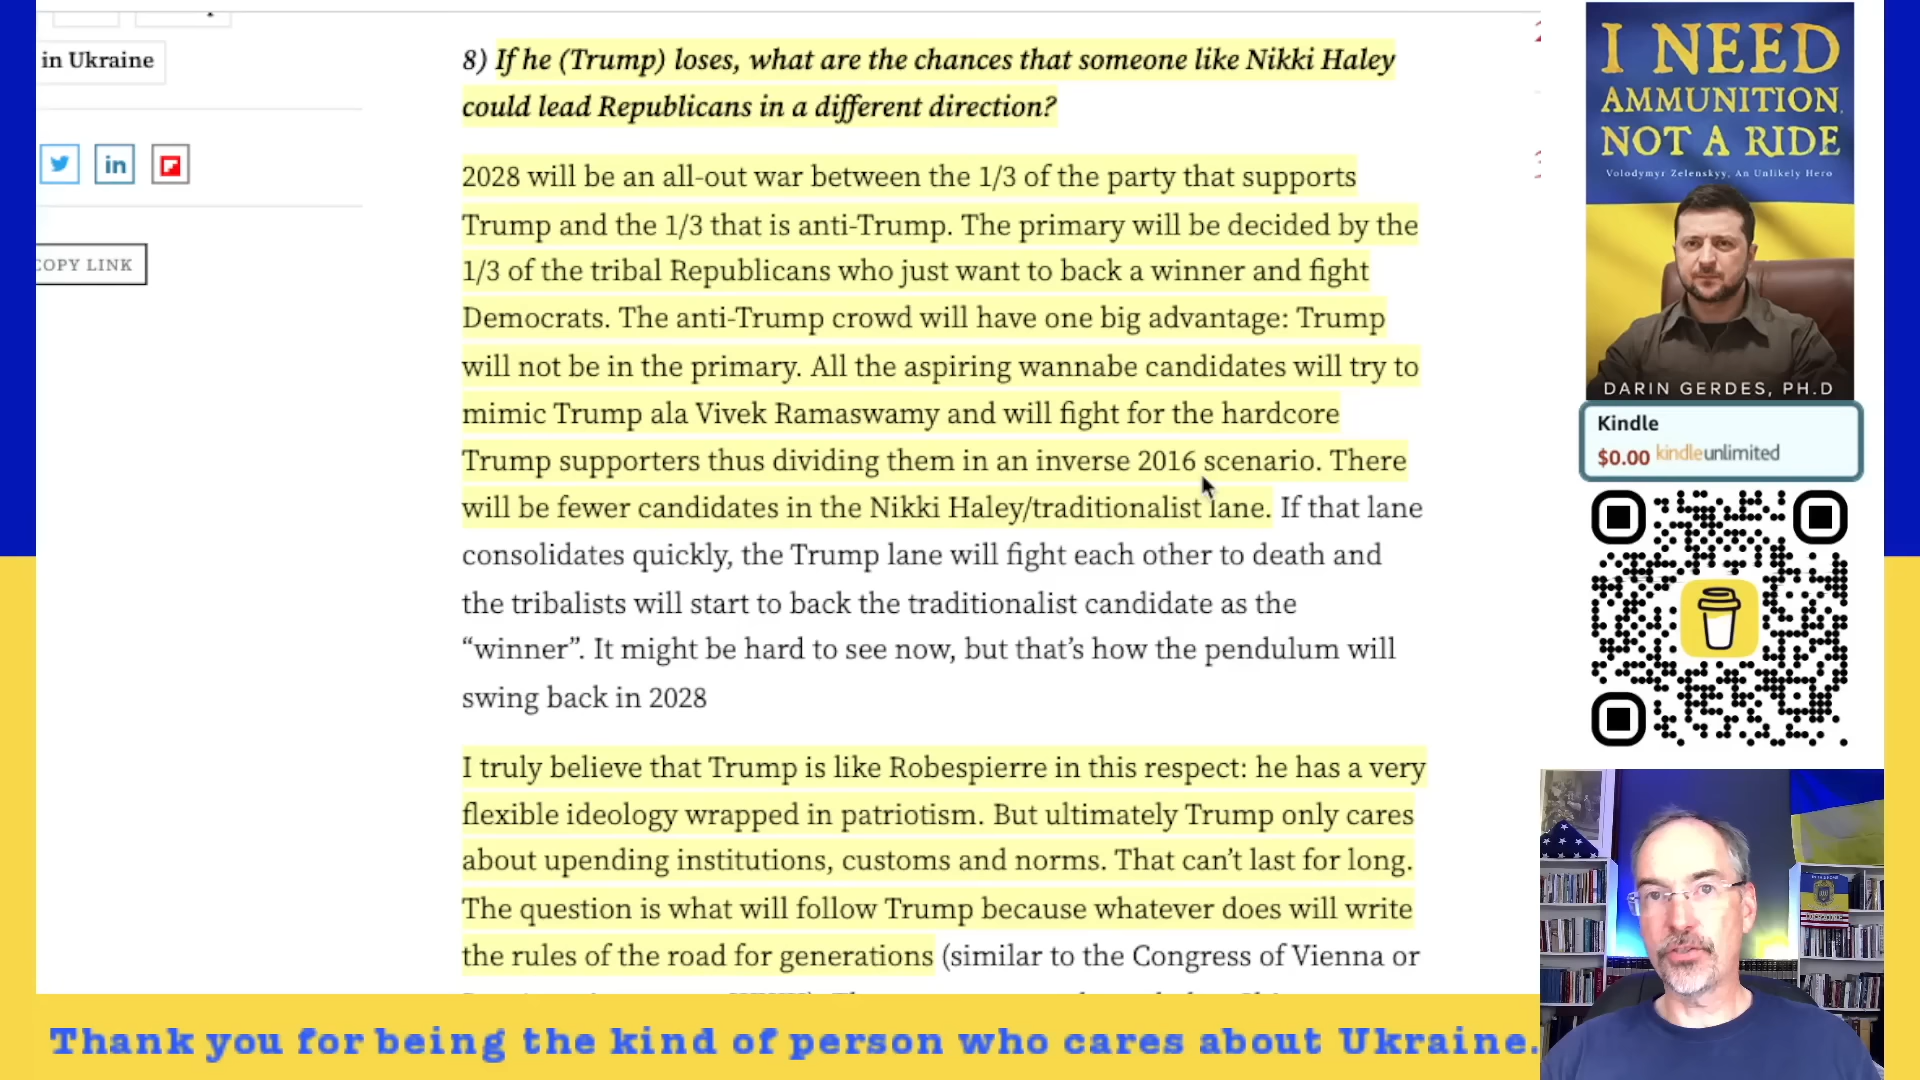 in Ukraine
in
COPY LINK
8) If he (Trump) loses, what are the chances that someone like Nikki Haley
could lead Republicans in a different direction?
2028 will be an all-out war between the 1/3 of the party that supports
Trump and the 1/3 that is anti-Trump. The primary will be decided by the
1/3 of the tribal Republicans who just want to back a winner and fight
Democrats. The anti-Trump crowd will have one big advantage: Trump
will not be in the primary. All the aspiring wannabe candidates will try to
mimic Trump ala Vivek Ramaswamy and will fight for the hardcore
Trump supporters thus dividing them in an inverse 2016 scenario. There
will be fewer candidates in the Nikki Haley/traditionalist lane. If that lane
consolidates quickly, the Trump lane will fight each other to death and
the tribalists will start to back the traditionalist candidate as the
“winner”. It might be hard to see now, but that’s how the pendulum will
swing back in 2028
I truly believe that Trump is like Robespierre in this respect: he has a very
flexible ideology wrapped in patriotism. But ultimately Trump only cares
about upending institutions, customs and norms. That can’t last for long.
The question is what will follow Trump because whatever does will write
the rules of the road for generations (similar to the Congress of Vienna or
I NEED
AMMUNITION,
NOT A RIDE
Volodymyr Zelenskyy, An Unlikely Hero
DARIN GERDES, PH.D
Kindle
$0.00 kindleunlimited
Thank you for being the kind of person who cares about Ukraine.